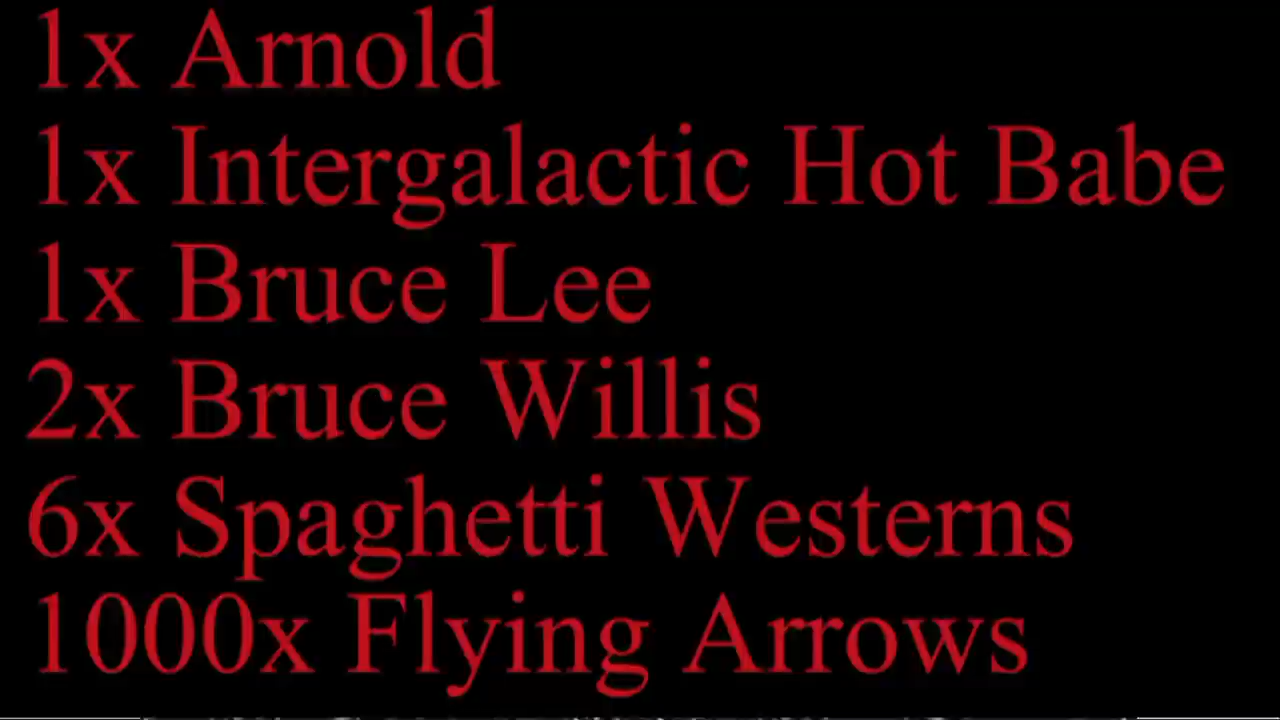 1x Arnold
1x Intergalactic Hot Babe
1x Bruce Lee
2x Bruce Willis
6x Spaghetti Westerns
1000x Flying Arrows